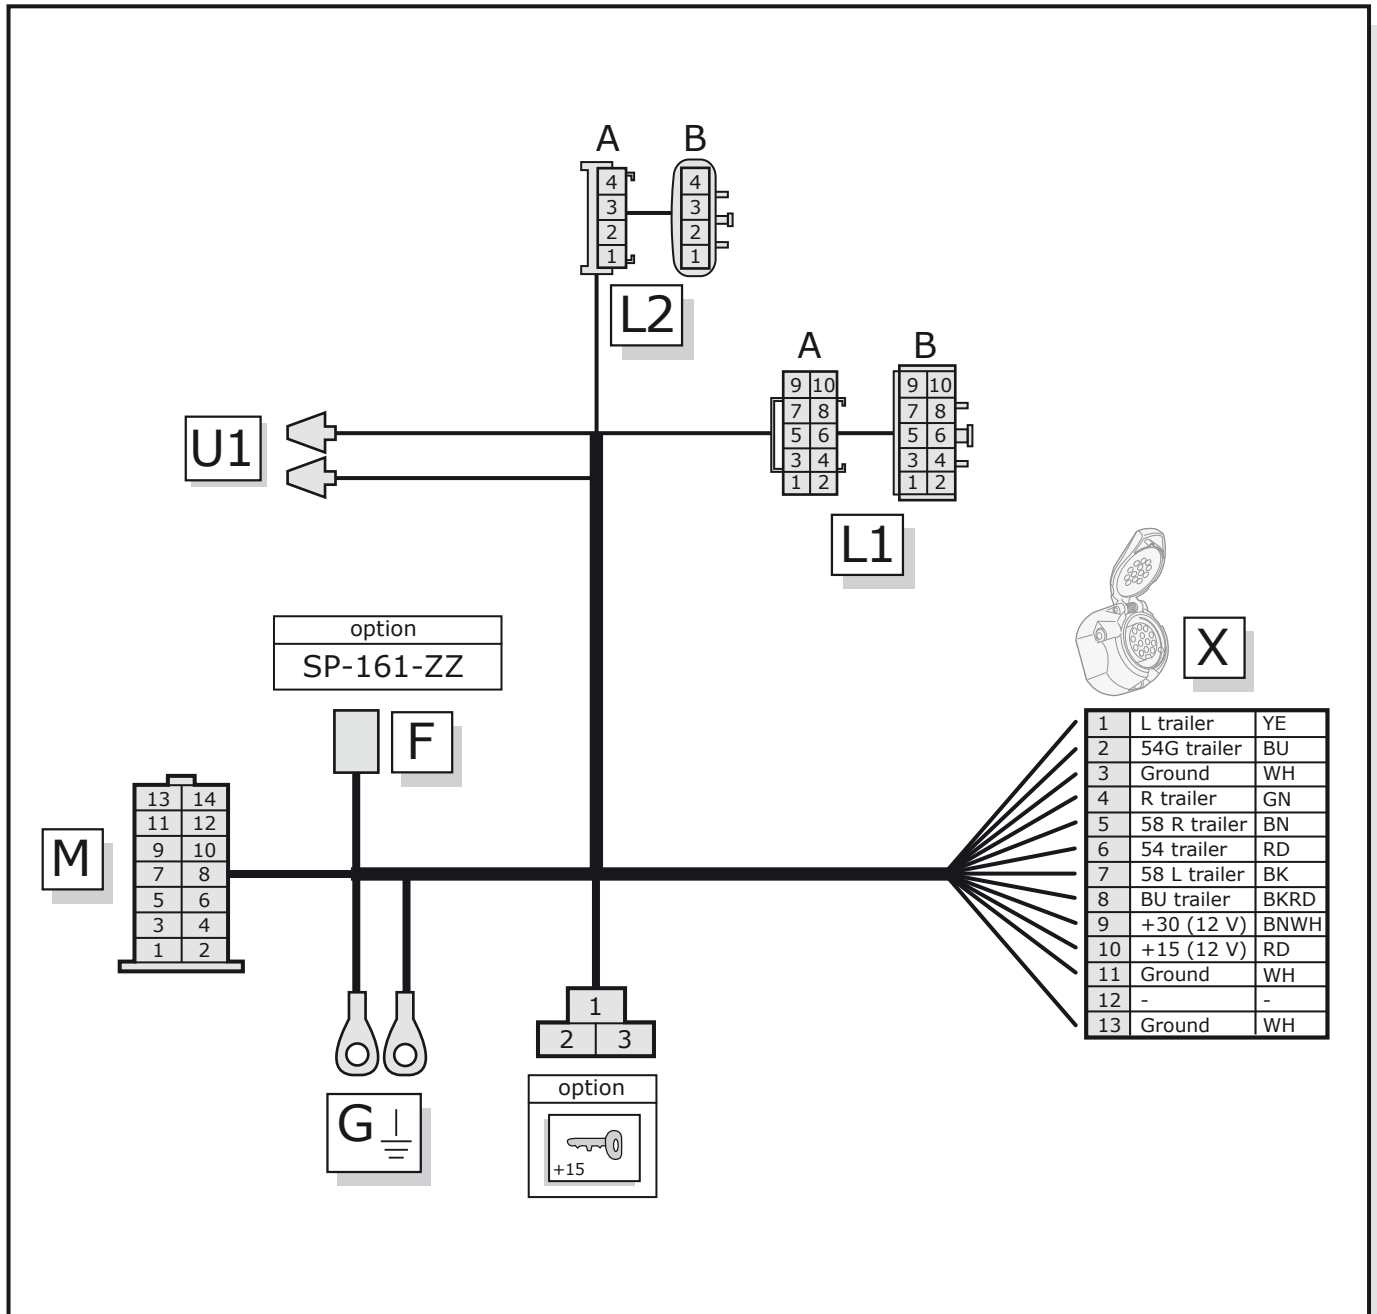 A B
4 4
3 3
2 2
1 1
L2
A B
9 10 9 10
7 8 7 8
5 6 5 6
3 4 3 4
1 2 1 2
U1
L1
option
SP-161-ZZ
X
F
1 L trailer YE
2 54G trailer BU
3 Ground WH
4 R trailer GN
5 58 R trailer BN
6 54 trailer RD
7 58 L trailer BK
8 BU trailer BKRD
9 +30 (12 V) BNWH
10 +15 (12 V) RD
11 Ground WH
12 - -
13 Ground WH
M
13 14
11 12
9 10
7 8
5 6
3 4
1 2
1
2 3
G
option
+15